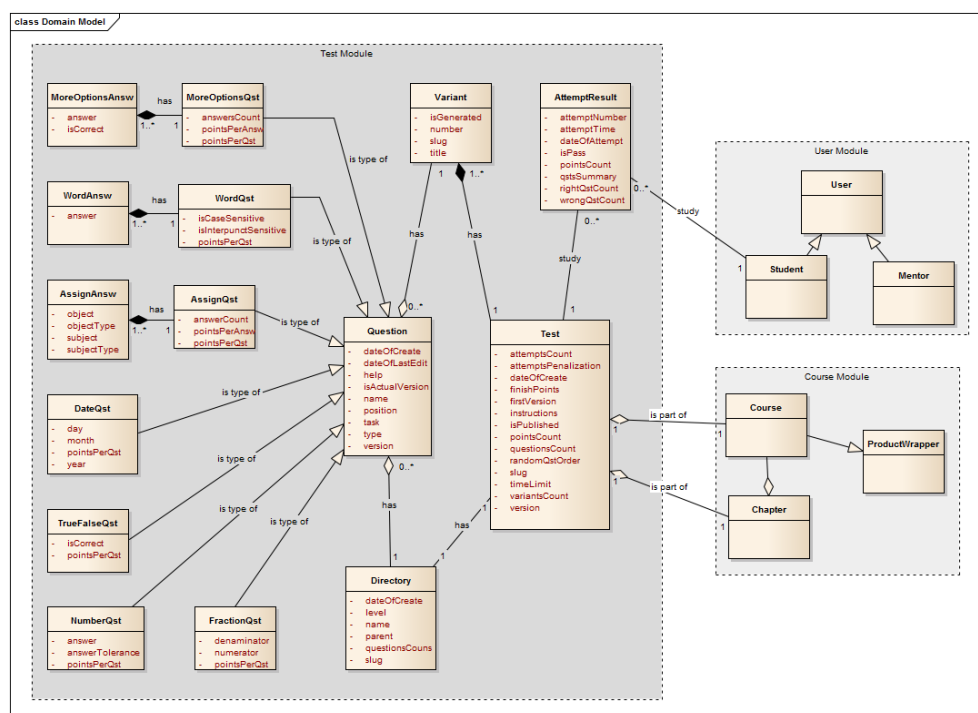 class Domain Model
Test Module
MoreOptionsAnsw
- answer
- isCorrect
has
1..*
1
MoreOptionsQst
- answersCount
- pointsPerAnsw
- pointsPerQst
is type of
Variant
- isGenerated
- number
- slug
- title
1
1..*
AttemptResult
- attemptNumber
- attemptTime
- dateOfAttempt
- isPass
- pointsCount
- qstsSummary
- rightQstCount
- wrongQstCount
0..*
0..*
study
1
study
1
User Module
User
Student
Mentor
WordAnsw
- answer
has
1..*
1
WordQst
- isCaseSensitive
- isInterpunctSensitive
- pointsPerQst
is type of
has
has
0..*
1
AssignAnsw
- object
- objectType
- subject
- subjectType
has
1..*
1
AssignQst
- answerCount
- pointsPerAnsw
- pointsPerQst
is type of
Question
- dateOfCreate
- dateOfLastEdit
- help
- isActualVersion
- name
- position
- task
- type
- version
0..*
Test
- attemptsCount
- attemptsPenalization
- dateOfCreate
- finishPoints
- firstVersion
- instructions
- isPublished
- pointsCount
- questionsCount
- randomQstOrder
- slug
- timeLimit
- variantsCount
- version
1
is part of
1
1
is part of
1
Course Module
Course
ProductWrapper
Chapter
DateQst
- day
- month
- pointsPerQst
- year
is type of
TrueFalseQst
- isCorrect
- pointsPerQst
is type of
is type of
has
1
has
1
1
NumberQst
- answer
- answerTolerance
- pointsPerQst
FractionQst
- denaminator
- numerator
- pointsPerQst
Directory
- dateOfCreate
- level
- name
- parent
- questionsCouns
- slug